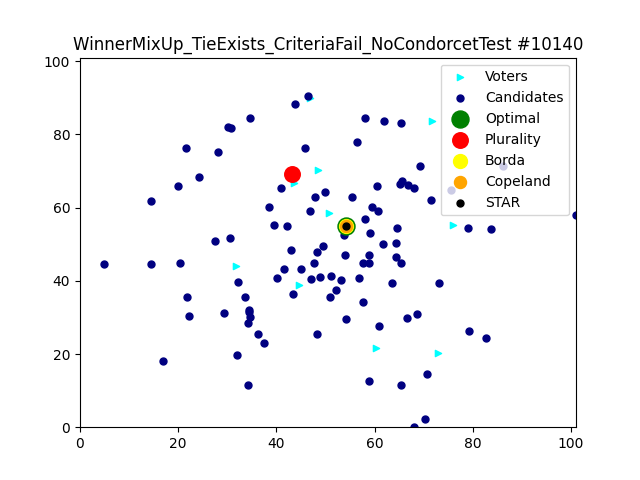 WinnerMixUp_TieExists_CriteriaFail_NoCondorcetTest #10140
100
80
60
40
20
0
0 20 40 60 80 100
Voters
Candidates
Optimal
Plurality
Borda
Copeland
STAR